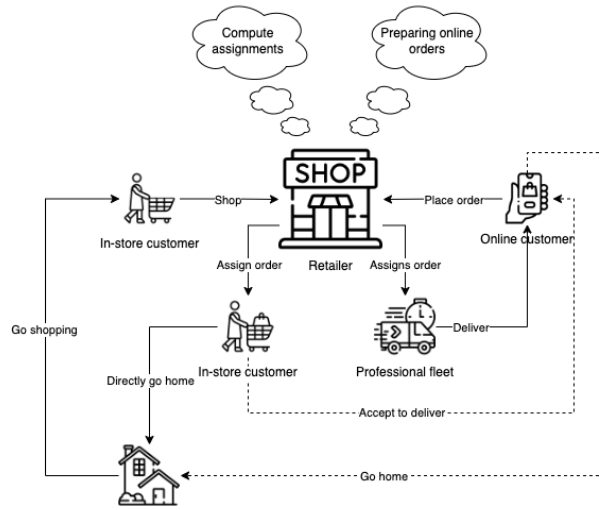 Compute
assignments
Preparing online
orders
SHOP
Shop
Place order
In-store customer
Online customer
Assign order
Retailer
Assigns order
Go shopping
Deliver
In-store customer
Professional fleet
Directly go home
Accept to deliver
Go home